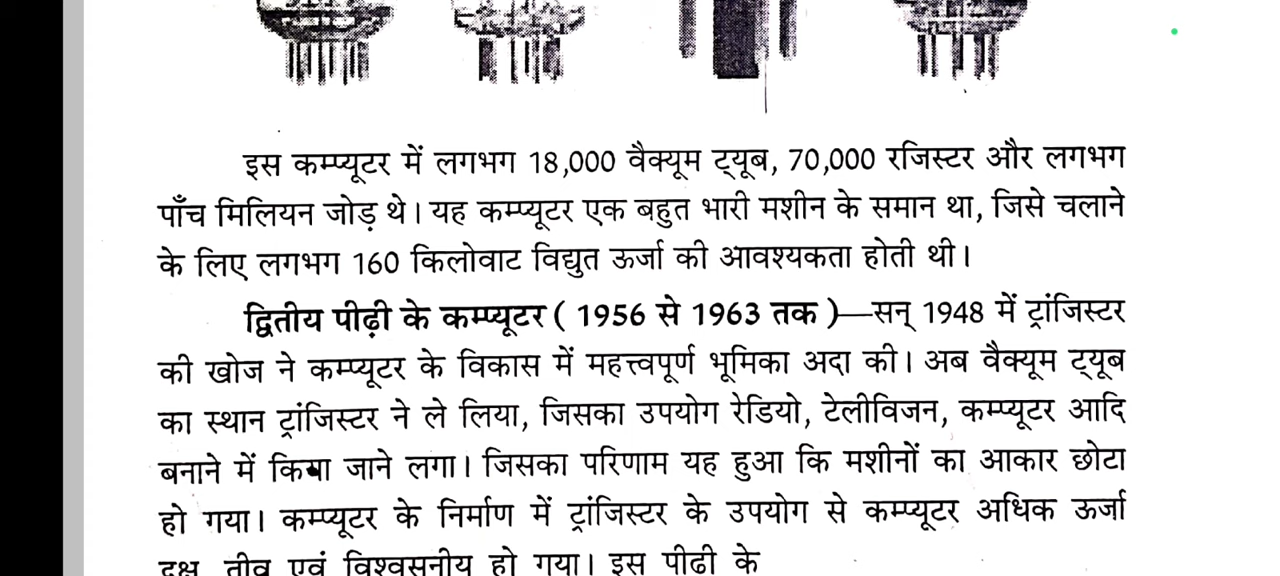 इस कम्प्यूटर में लगभग 18,000 वैक्यूम ट्यूब, 70,000 रजिस्टर और लगभग
पाँच मिलियन जोड़ थे। यह कम्प्यूटर एक बहुत भारी मशीन के समान था, जिसे चलाने
के लिए लगभग 160 किलोवाट विद्युत ऊर्जा की आवश्यकता होती थी।
द्वितीय पीढ़ी के कम्प्यूटर ( 1956 से 1963 तक )—सन् 1948 में ट्रांजिस्टर
की खोज ने कम्प्यूटर के विकास में महत्त्वपूर्ण भूमिका अदा की। अब वैक्यूम ट्यूब
का स्थान ट्रांजिस्टर ने ले लिया, जिसका उपयोग रेडियो, टेलीविजन, कम्प्यूटर आदि
बनाने में किया जाने लगा। जिसका परिणाम यह हुआ कि मशीनों का आकार छोटा
हो गया। कम्प्यूटर के निर्माण में ट्रांजिस्टर के उपयोग से कम्प्यूटर अधिक ऊर्जा
दक्ष, तीव्र एवं विश्वसनीय हो गया। इस पीढ़ी के